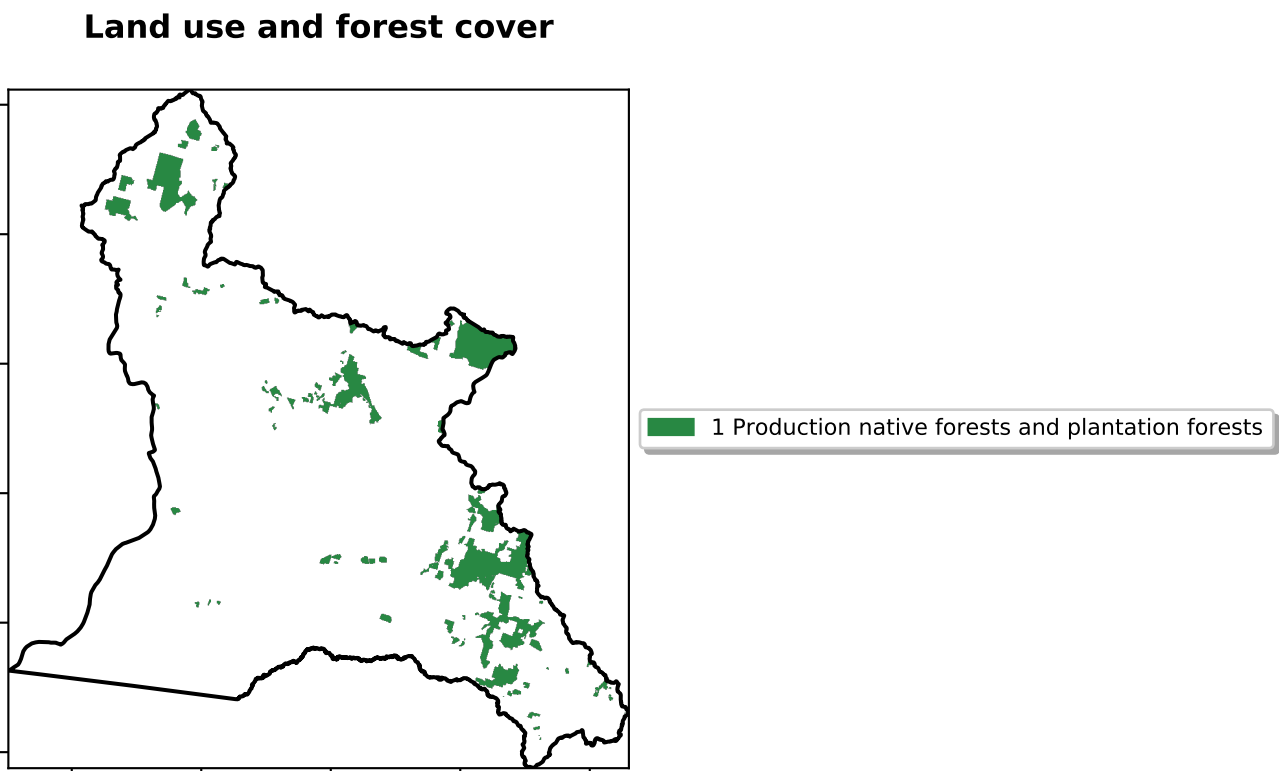 Land use and forest cover
1 Production native forests and plantation forests